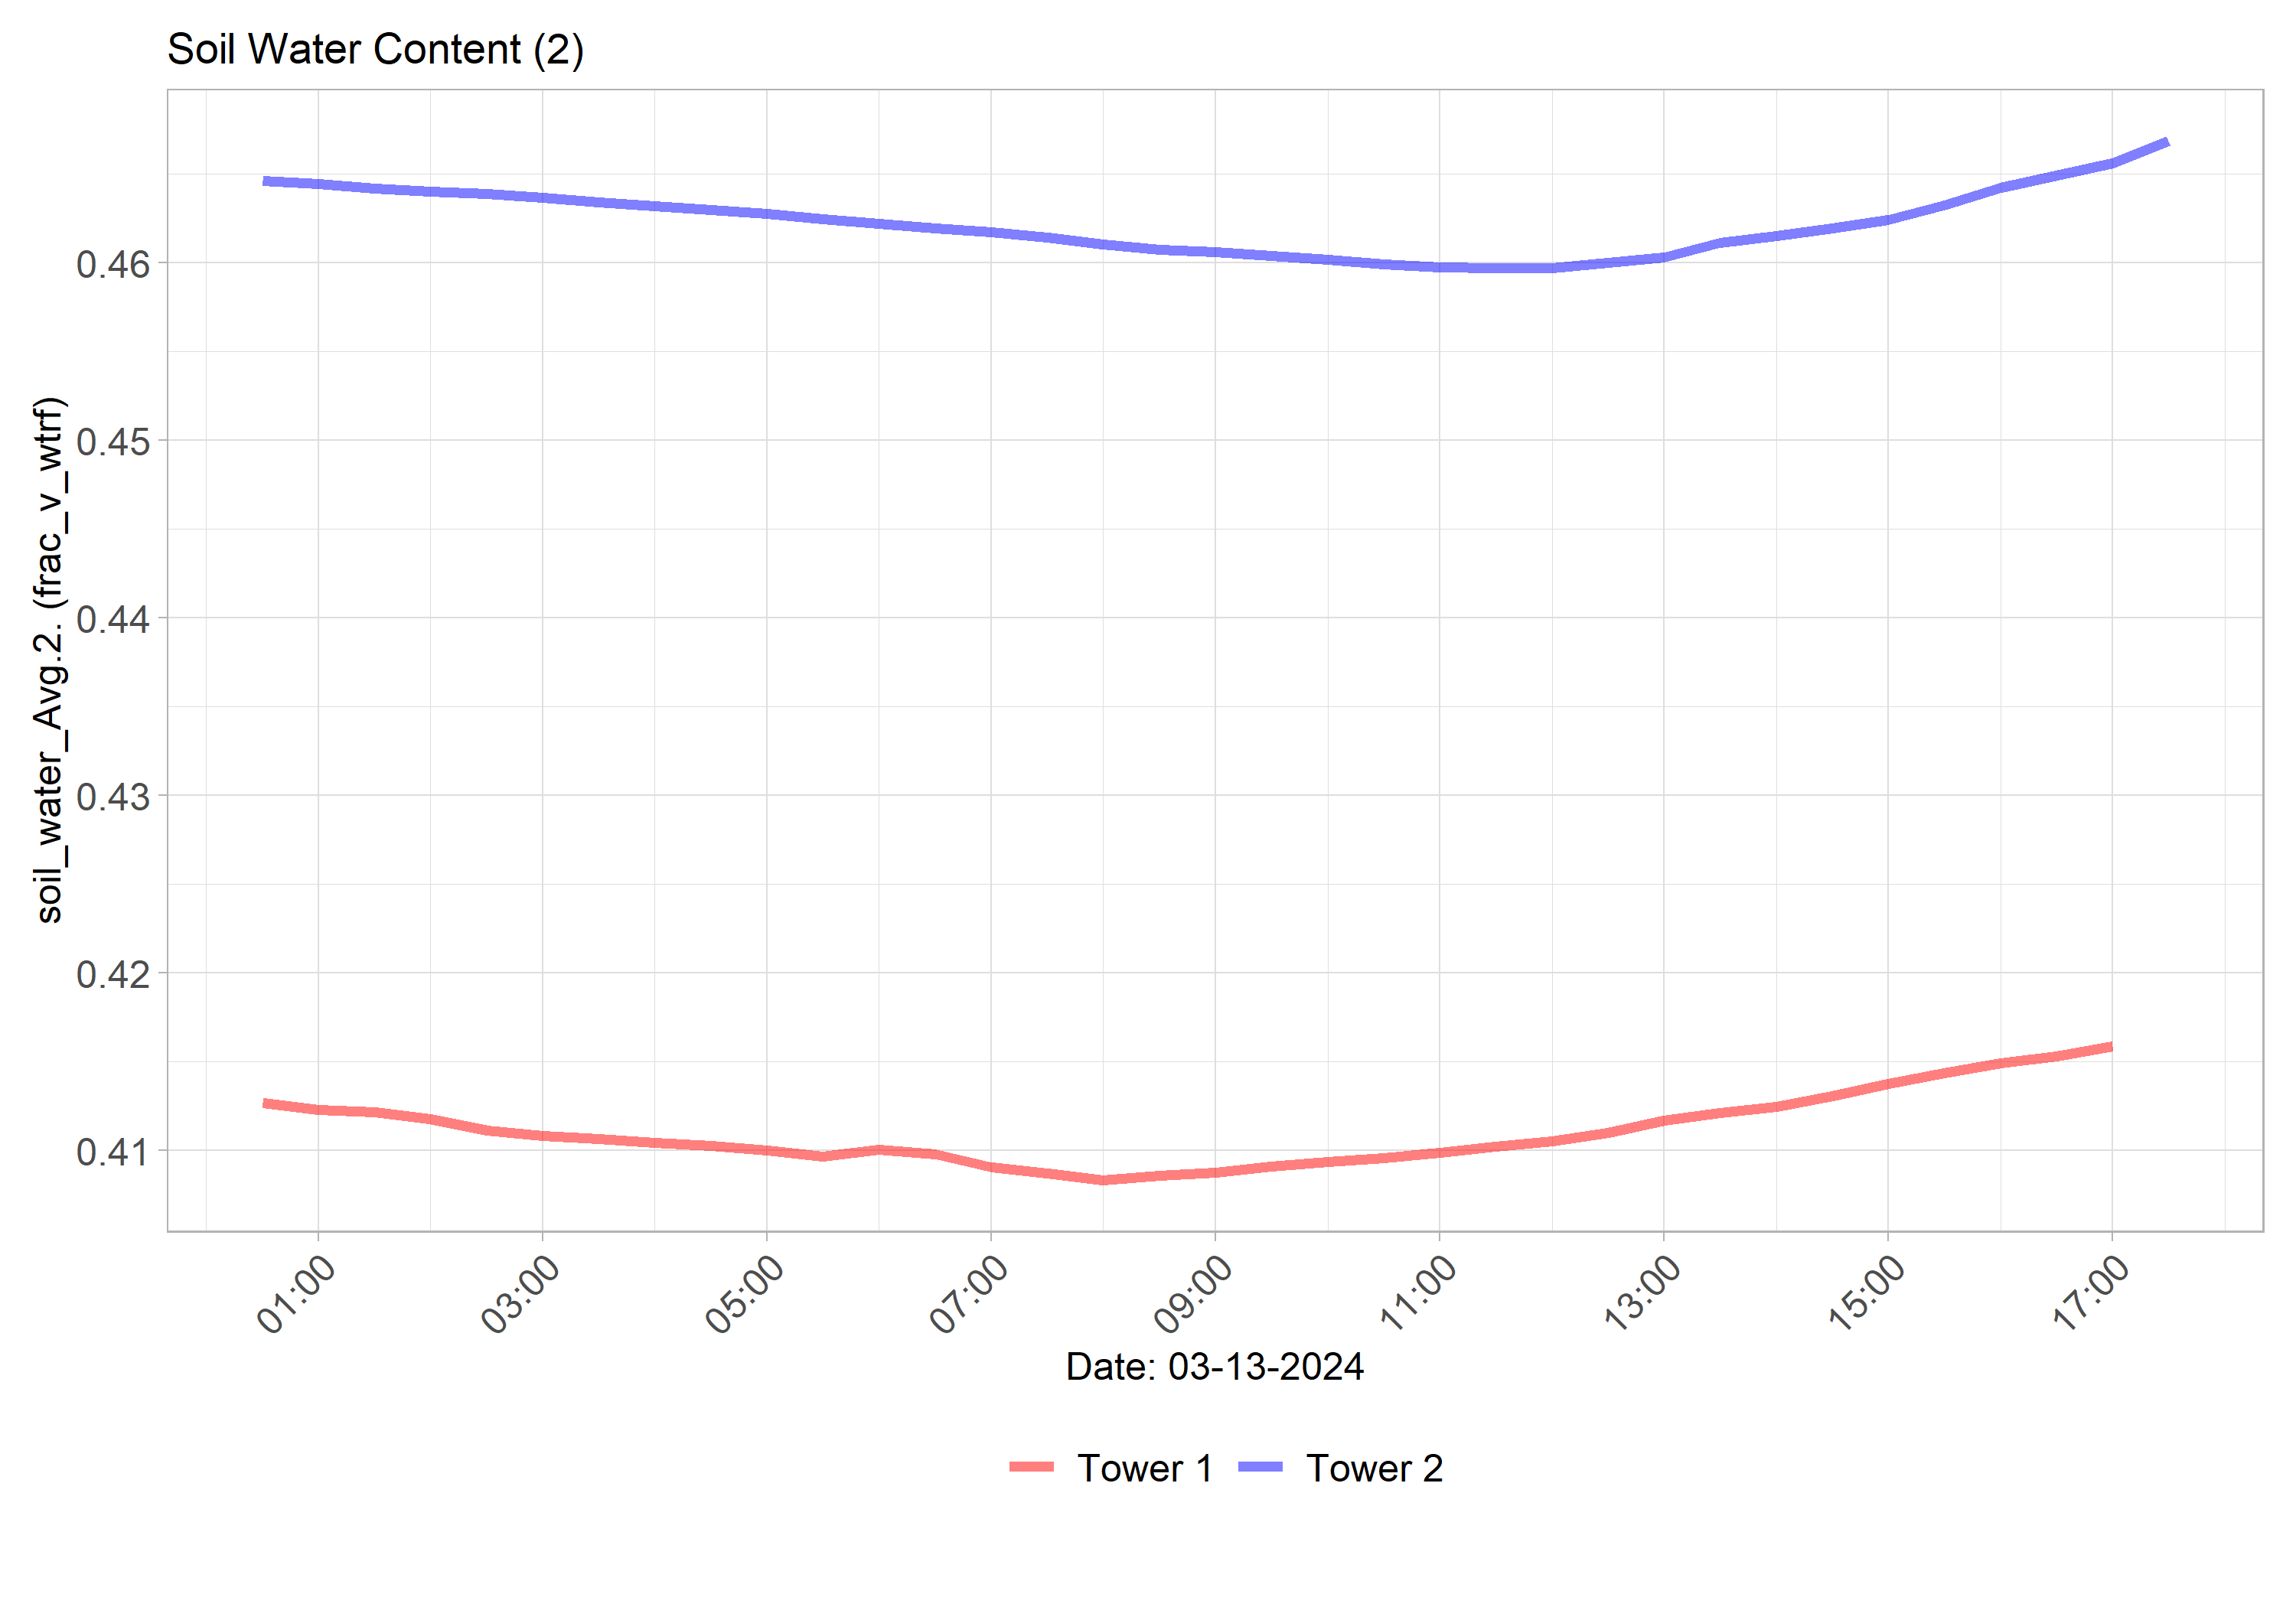 Soil Water Content (2)
soil_water_Avg.2. (frac_v_wtrf)
0.46
0.45
0.44
0.43
0.42
0.41
01:00 03:00 05:00 07:00 09:00 11:00 13:00 15:00 17:00
Date: 03-13-2024
Tower 1 Tower 2